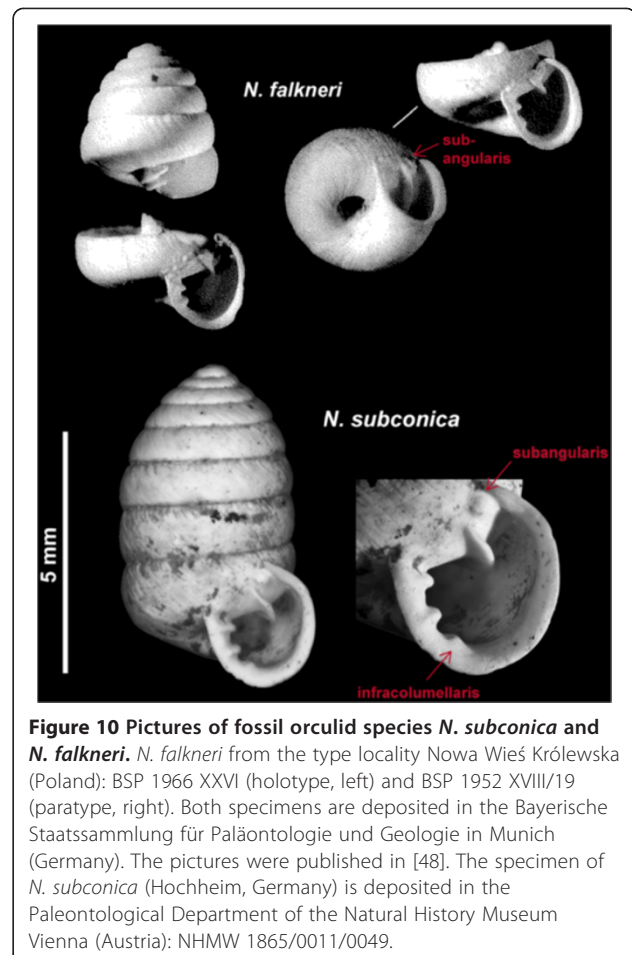 N. falkneri
sub-
angularis
N. subconica
subangularis
5 mm
infracolumellaris
Figure 10 Pictures of fossil orculid species N. subconica and
N. falkneri. N. falkneri from the type locality Nowa Wieś Królewska
(Poland): BSP 1966 XXVI (holotype, left) and BSP 1952 XVIII/19
(paratype, right). Both specimens are deposited in the Bayerische
Staatssammlung für Paläontologie und Geologie in Munich
(Germany). The pictures were published in [48]. The specimen of
N. subconica (Hochheim, Germany) is deposited in the
Paleontological Department of the Natural History Museum
Vienna (Austria): NHMW 1865/0011/0049.